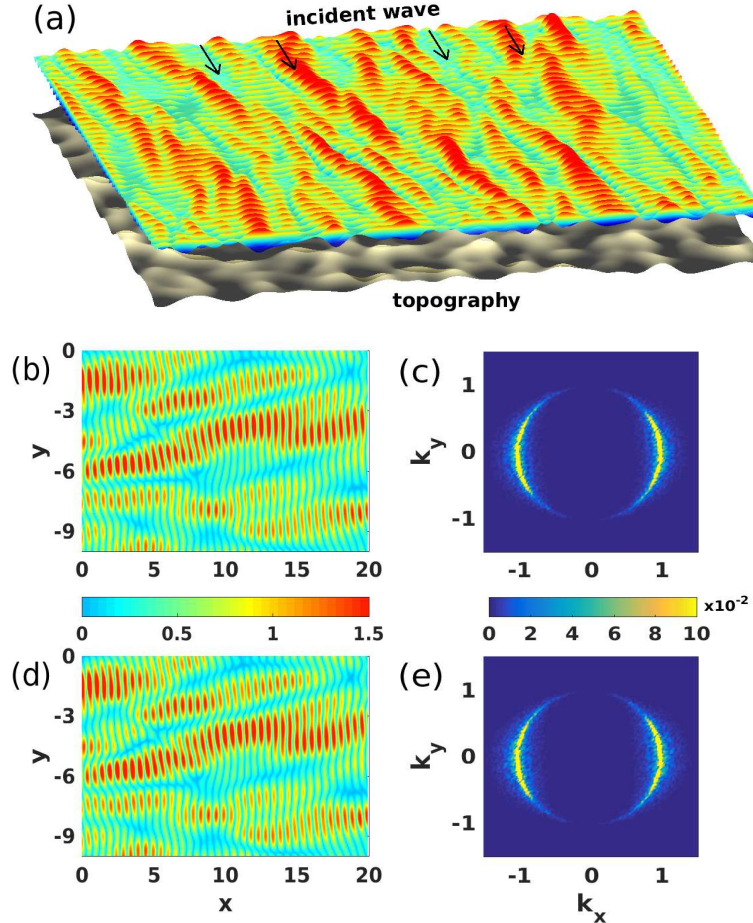 (a)
incident wave
topography
(b)
0
-3
-6
-9
y
0 5 10 15 20
(c)
1
0
-1
k_y
-1 0 1
0 0.5 1 1.5
x10^-2
0 2 4 6 8 10
(d)
0
-3
-6
-9
y
0 5 10 15 20
x
(e)
1
0
-1
k_y
-1 0 1
k_x